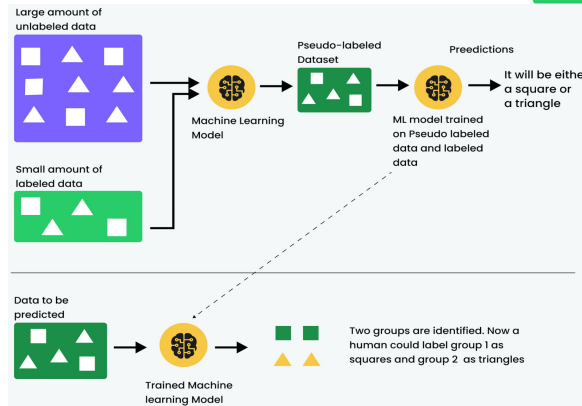 Large amount of
unlabeled data
Pseudo-labeled
Dataset
Preedictions
It will be eithe
a square or
a triangle
Machine Learning
Model
ML model trained
on Pseudo labeled
data and labeled
data
Small amount of
labeled data
Data to be
predicted
Two groups are identified. Now a
human could label group 1 as
squares and group 2 as triangles
Trained Machine
learning Model